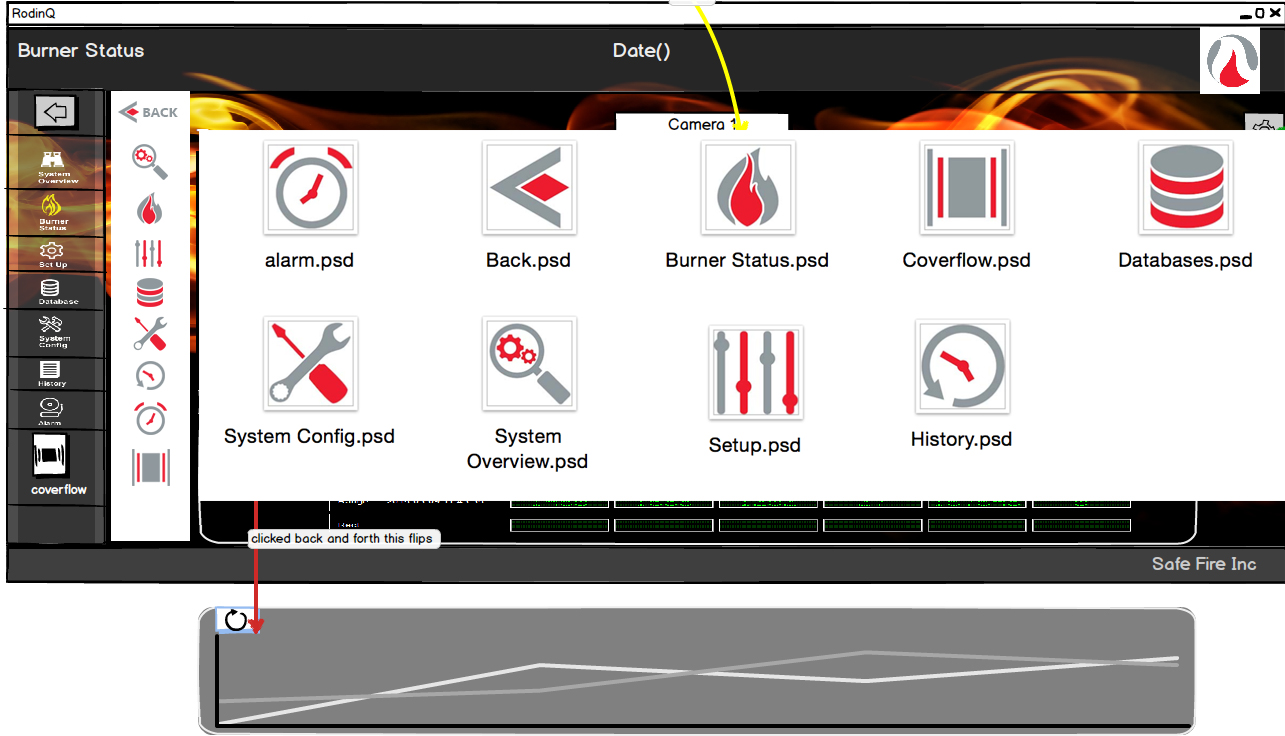 RodinQ
Burner Status
Date()
BACK
Camera 1
System
Overview
Burner
Status
Set Up
Database
System
Config
History
Alarm
coverflow
alarm.psd
Back.psd
Burner Status.psd
Coverflow.psd
Databases.psd
System Config.psd
System
Overview.psd
Setup.psd
History.psd
clicked back and forth this flips
Safe Fire Inc